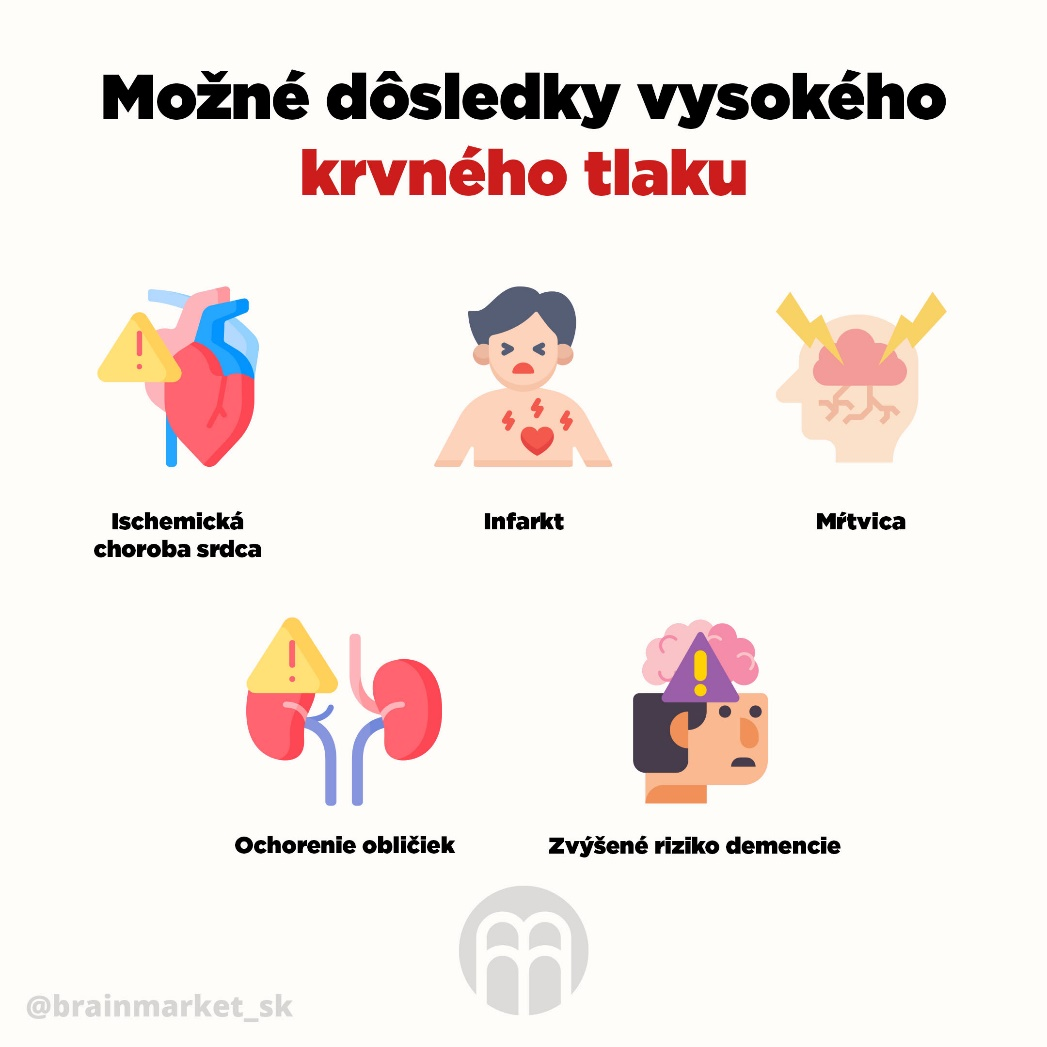 Možné dôsledky vysokého
krvného tlaku
Ischemická
choroba srdca
Infarkt
Mŕtvica
Ochorenie obličiek
Zvýšené riziko demencie
@brainmarket_sk